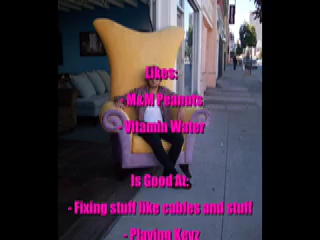 Likes:
- M&M Peanuts
- Vitamin Water
Is Good At:
- Fixing stuff like cables and stuff
- Playing Keyz